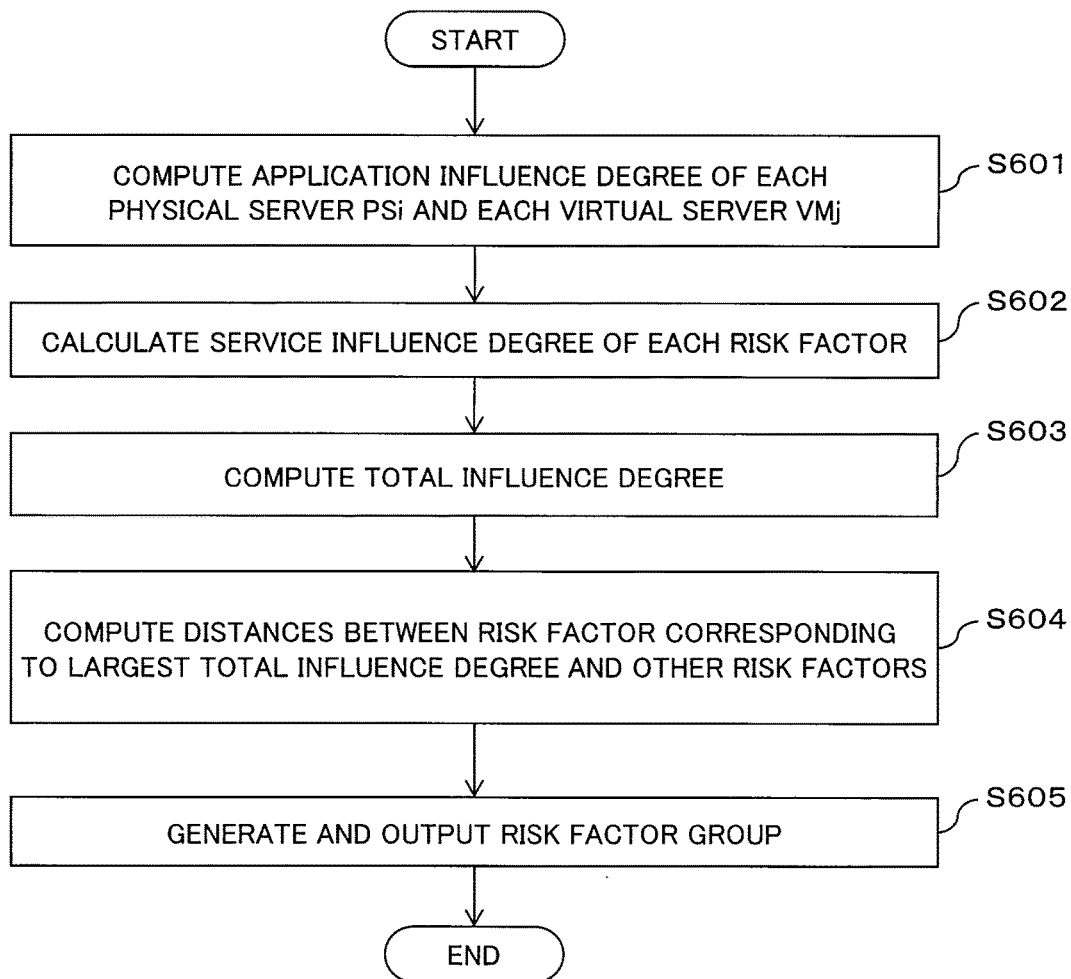 START
COMPUTE APPLICATION INFLUENCE DEGREE OF EACH
PHYSICAL SERVER PSi AND EACH VIRTUAL SERVER VMj
S601
CALCULATE SERVICE INFLUENCE DEGREE OF EACH RISK FACTOR
S602
COMPUTE TOTAL INFLUENCE DEGREE
S603
COMPUTE DISTANCES BETWEEN RISK FACTOR CORRESPONDING
TO LARGEST TOTAL INFLUENCE DEGREE AND OTHER RISK FACTORS
S604
GENERATE AND OUTPUT RISK FACTOR GROUP
S605
END